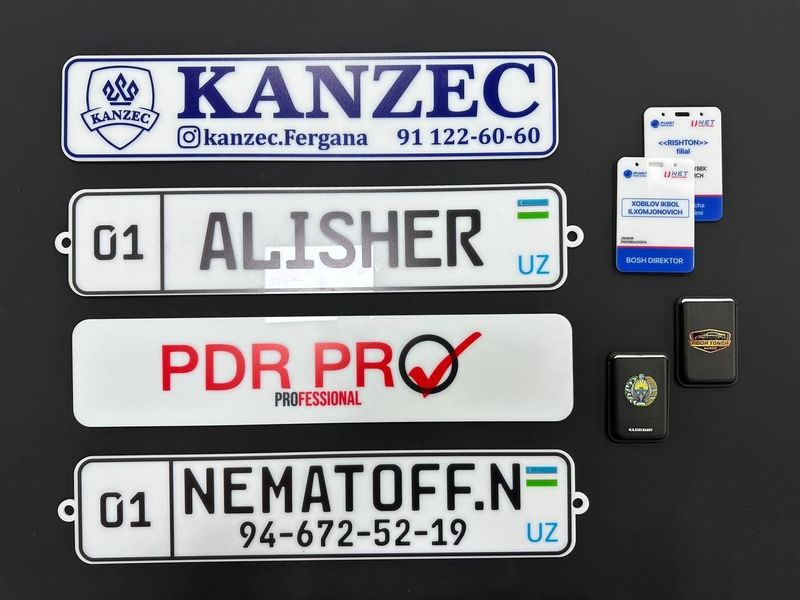 KANZEC
KANZEC
kanzec.Fergana 91 122-60-60
01 ALISHER
UZ
PDR PRO
PROFESSIONAL
01 NEMATOFF.N
94-672-52-19
UZ
UNET
<<RISHTON>>
filial
UNET
XOBILOV IKBOL
ILXOMJONOVICH
BOSH DIREKTOR